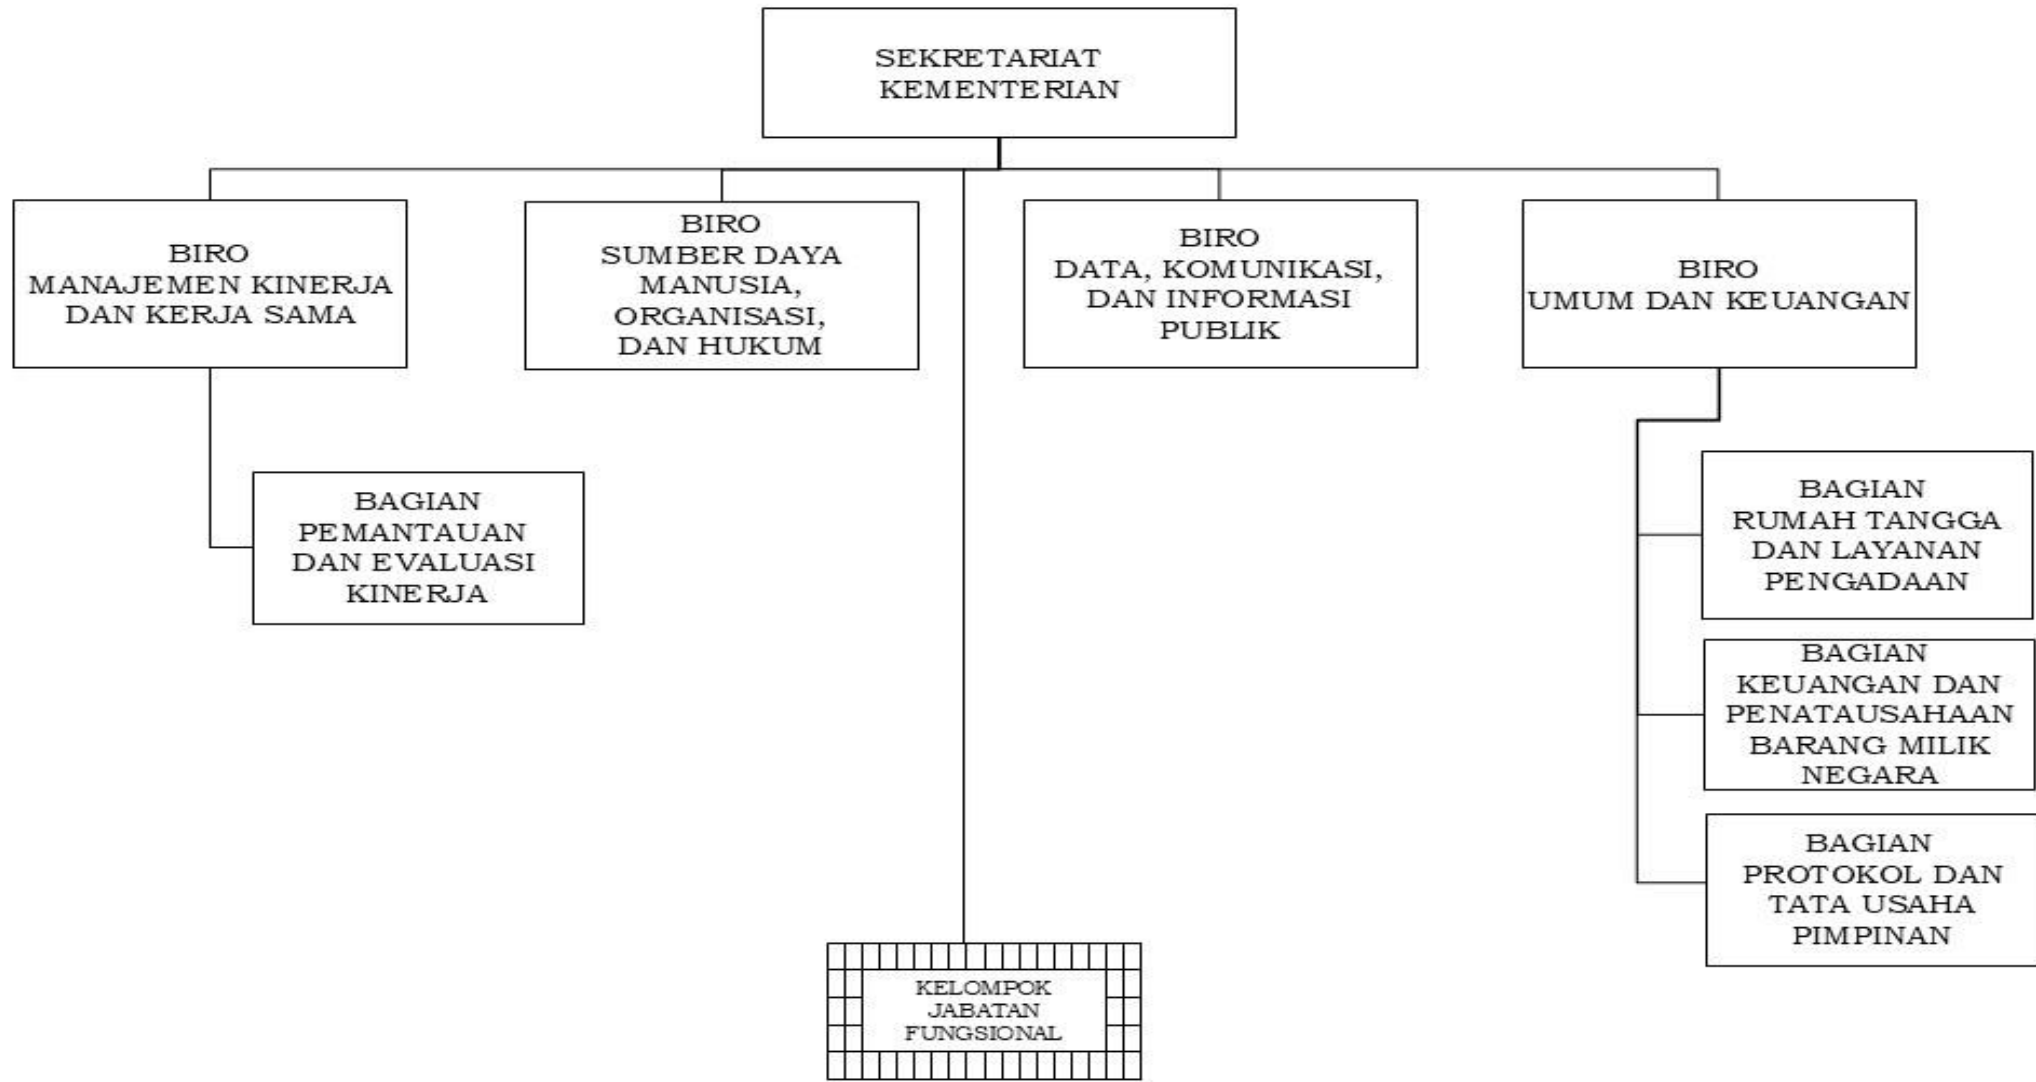 SEKRETARIAT
KEMENTERIAN
BIRO
MANAJEMEN KINERJA
DAN KERJA SAMA
BIRO
SUMBER DAYA
MANUSIA,
ORGANISASI,
DAN HUKUM
BIRO
DATA, KOMUNIKASI,
DAN INFORMASI
PUBLIK
BIRO
UMUM DAN KEUANGAN
BAGIAN
PEMANTAUAN
DAN EVALUASI
KINERJA
BAGIAN
RUMAH TANGGA
DAN LAYANAN
PENGADAAN
BAGIAN
KEUANGAN DAN
PENATAUSAHAAN
BARANG MILIK
NEGARA
BAGIAN
PROTOKOL DAN
TATA USAHA
PIMPINAN
KELOMPOK
JABATAN
FUNGSIONAL